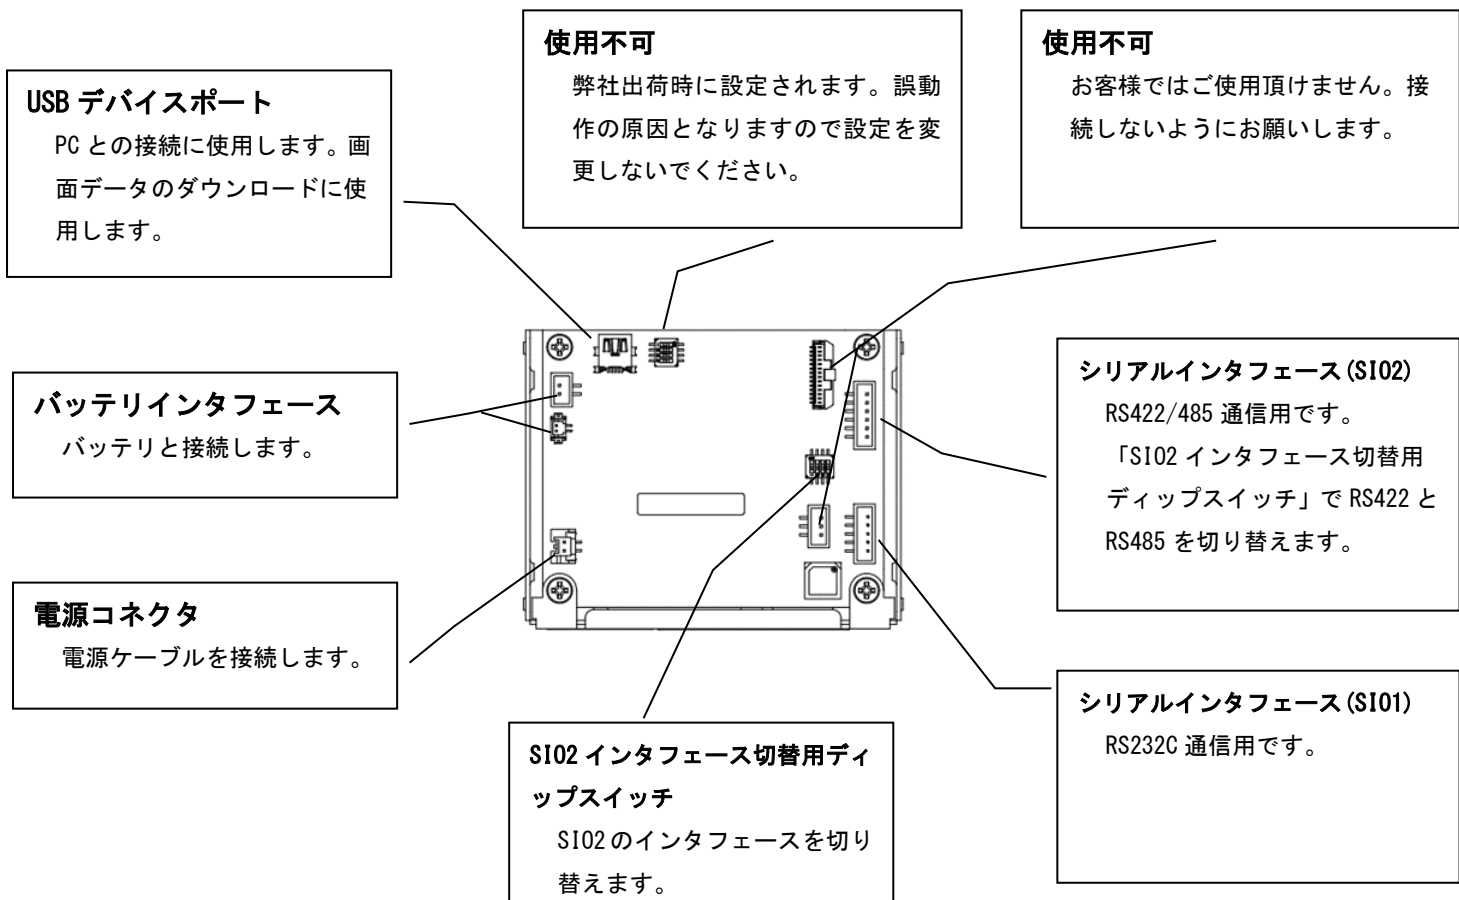 使用不可
弊社出荷時に設定されます。誤動
作の原因となりますので設定を変
更しないでください。
使用不可
お客様ではご使用頂けません。接
続しないようにお願いします。
USB デバイスポート
PC との接続に使用します。画
面データのダウンロードに使
用します。
バッテリインタフェース
バッテリと接続します。
電源コネクタ
電源ケーブルを接続します。
シリアルインタフェース(SIO2)
RS422/485 通信用です。
「SIO2 インタフェース切替用
ディップスイッチ」で RS422 と
RS485 を切り替えます。
シリアルインタフェース(SIO1)
RS232C 通信用です。
SIO2 インタフェース切替用ディ
ップスイッチ
SIO2 のインタフェースを切り
替えます。